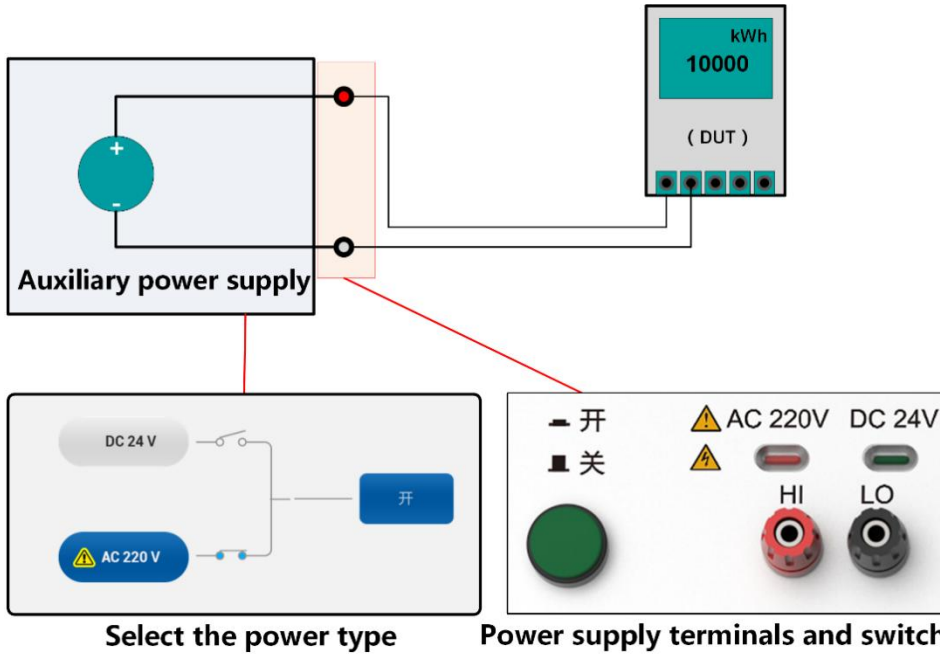 kWh
10000
( DUT )
+
-
Auxiliary power supply
DC 24 V
开
AC 220 V
Select the power type
开
关
AC 220V DC 24V
HI LO
Power supply terminals and switch